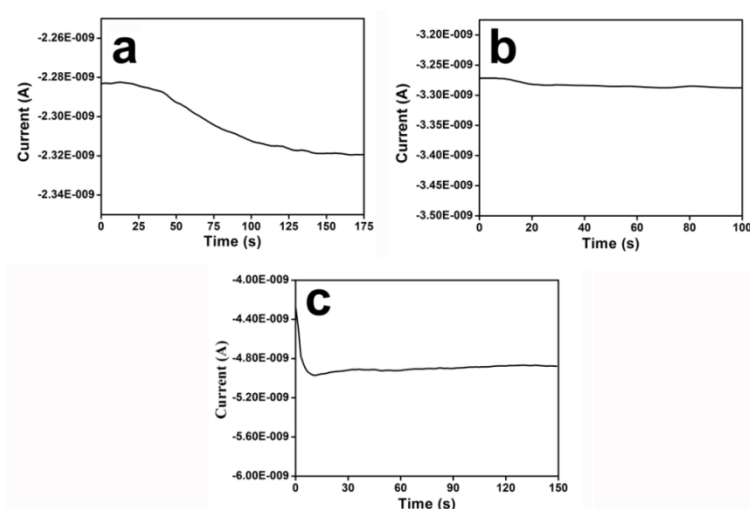 a
-2.26E-009
-2.28E-009
-2.30E-009
-2.32E-009
-2.34E-009
Current (A)
0 25 50 75 100 125 150 175
Time (s)
b
-3.20E-009
-3.25E-009
-3.30E-009
-3.35E-009
-3.40E-009
-3.45E-009
-3.50E-009
Current (A)
0 20 40 60 80 100
Time (s)
c
-4.00E-009
-4.40E-009
-4.80E-009
-5.20E-009
-5.60E-009
-6.00E-009
Current (A)
0 30 60 90 120 150
Time (s)